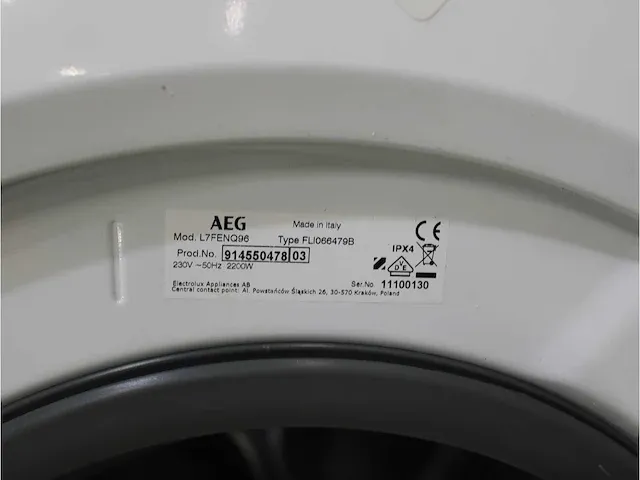 AEG Made in Italy
Mod. L7FENQ96 Type FLI066479B
Prod.No. 914550478 03
IPX4
230V ~50Hz 2200W
DE
Ser.No. 11100130
Electrolux Appliances AB
Central contact point: Al. Powstańców Śląskich 26, 30-570 Kraków, Poland